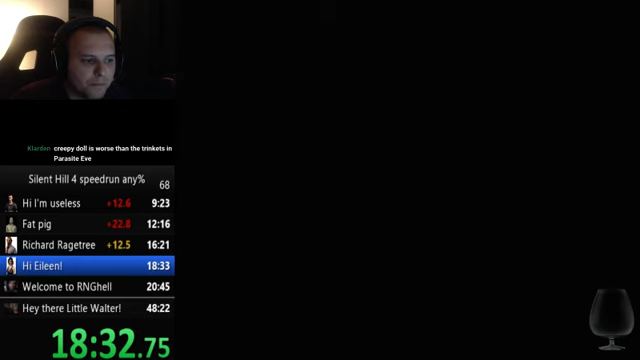 Klarden creepy doll is worse than the trinkets in
Parasite Eve
Silent Hill 4 speedrun any%
68
Hi I'm useless +12.6 9:23
Fat pig +22.8 12:16
Richard Ragetree +12.5 16:21
Hi Eileen! 18:33
Welcome to RNGhell 20:45
Hey there Little Walter! 48:22
18:32.75